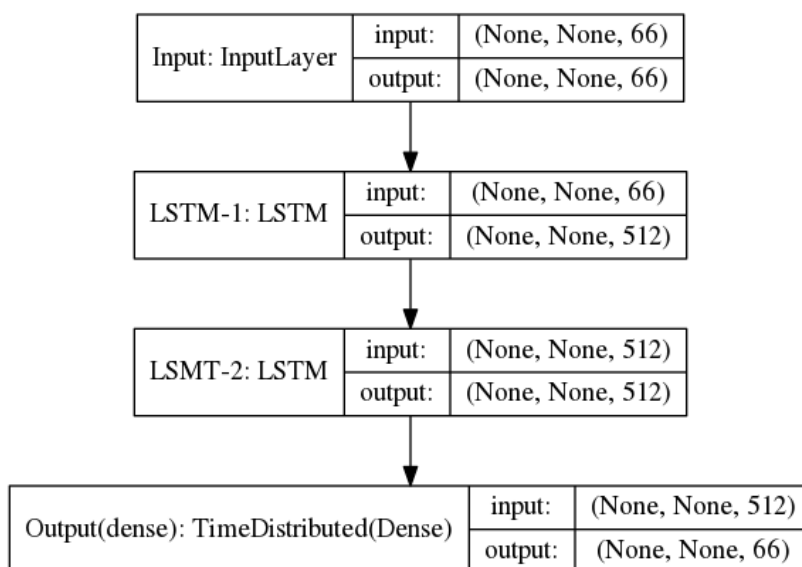 Input: InputLayer
input:
(None, None, 66)
output:
(None, None, 66)
LSTM-1: LSTM
input:
(None, None, 66)
output:
(None, None, 512)
LSMT-2: LSTM
input:
(None, None, 512)
output:
(None, None, 512)
Output(dense): TimeDistributed(Dense)
input:
(None, None, 512)
output:
(None, None, 66)